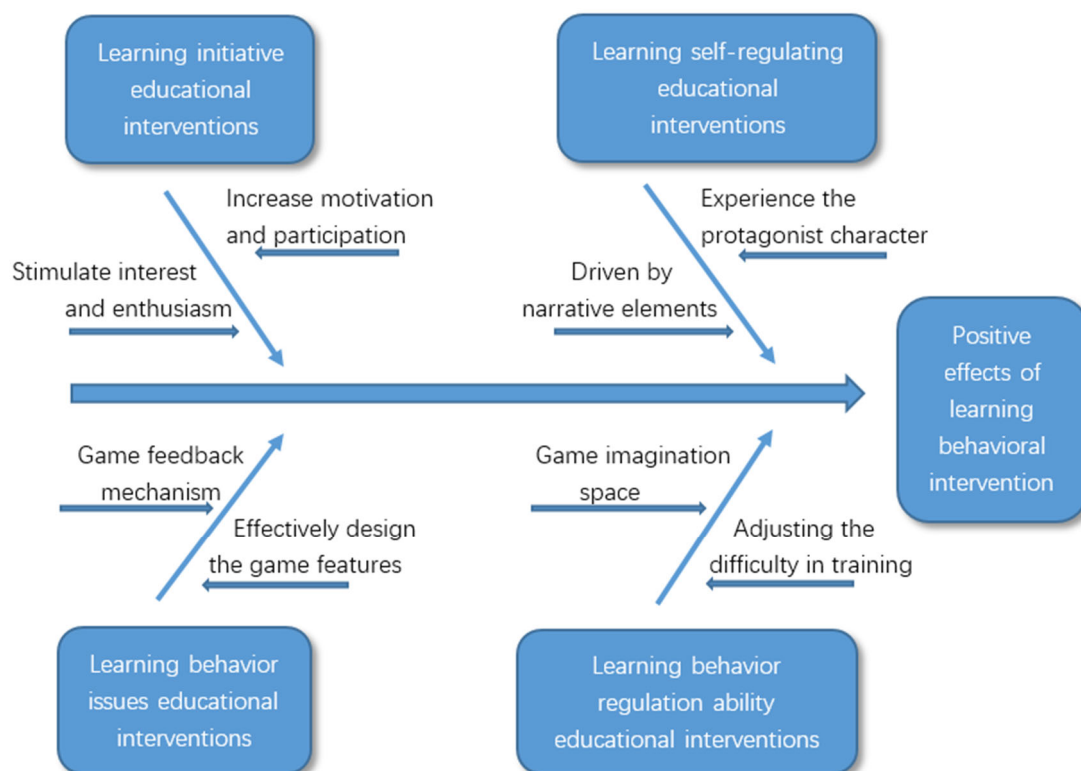 Learning initiative
educational
interventions
Learning self-regulating
educational
interventions
Increase motivation
and participation
Stimulate interest
and enthusiasm
Experience the
protagonist character
Driven by
narrative elements
Positive
effects of
learning
behavioral
intervention
Game feedback
mechanism
Effectively design
the game features
Game imagination
space
Adjusting the
difficulty in training
Learning behavior
issues educational
interventions
Learning behavior
regulation ability
educational interventions